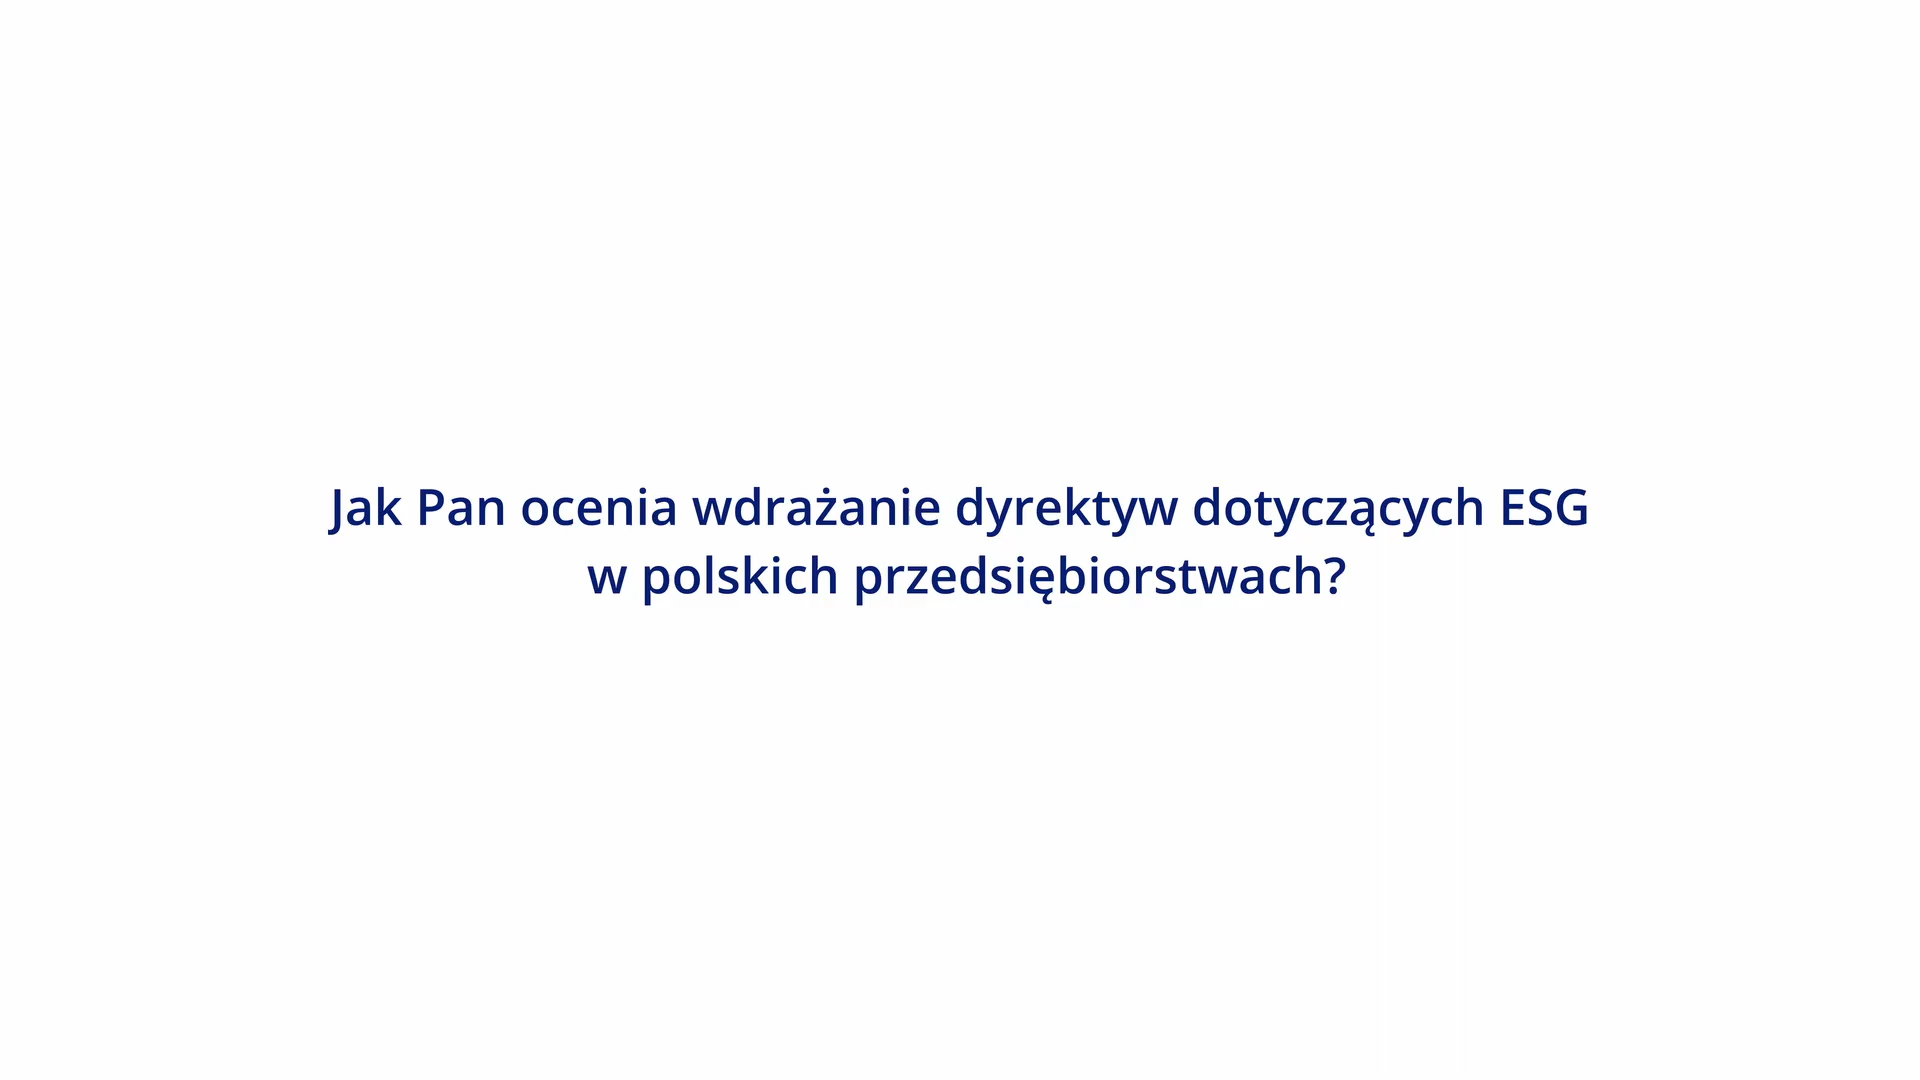 Jak Pan ocenia wdrażanie dyrektyw dotyczących ESG
w polskich przedsiębiorstwach?